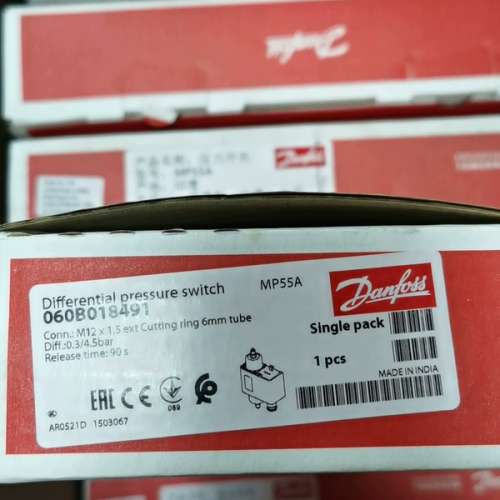 Danfoss
MP55A
Danfoss
Differential pressure switch
MP55A
060B018491
Danfoss
Conn.: M12 x 1,5 ext Cutting ring 6mm tube
Diff.:0.3/4.5bar
Single pack
Release time: 90 s
1 pcs
MADE IN INDIA
EAC CE
089
AR0521D 1503067